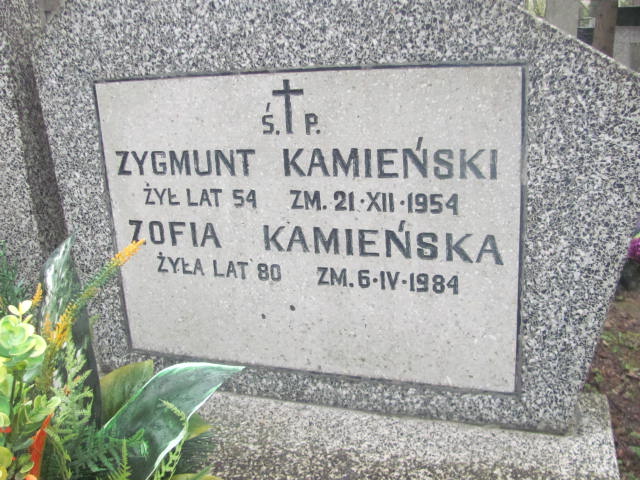 Ś. P.
ZYGMUNT KAMIEŃSKI
ŻYŁ LAT 54 ZM. 21·XII·1954
ZOFIA KAMIEŃSKA
ŻYŁA LAT 80 ZM. 6·IV·1984